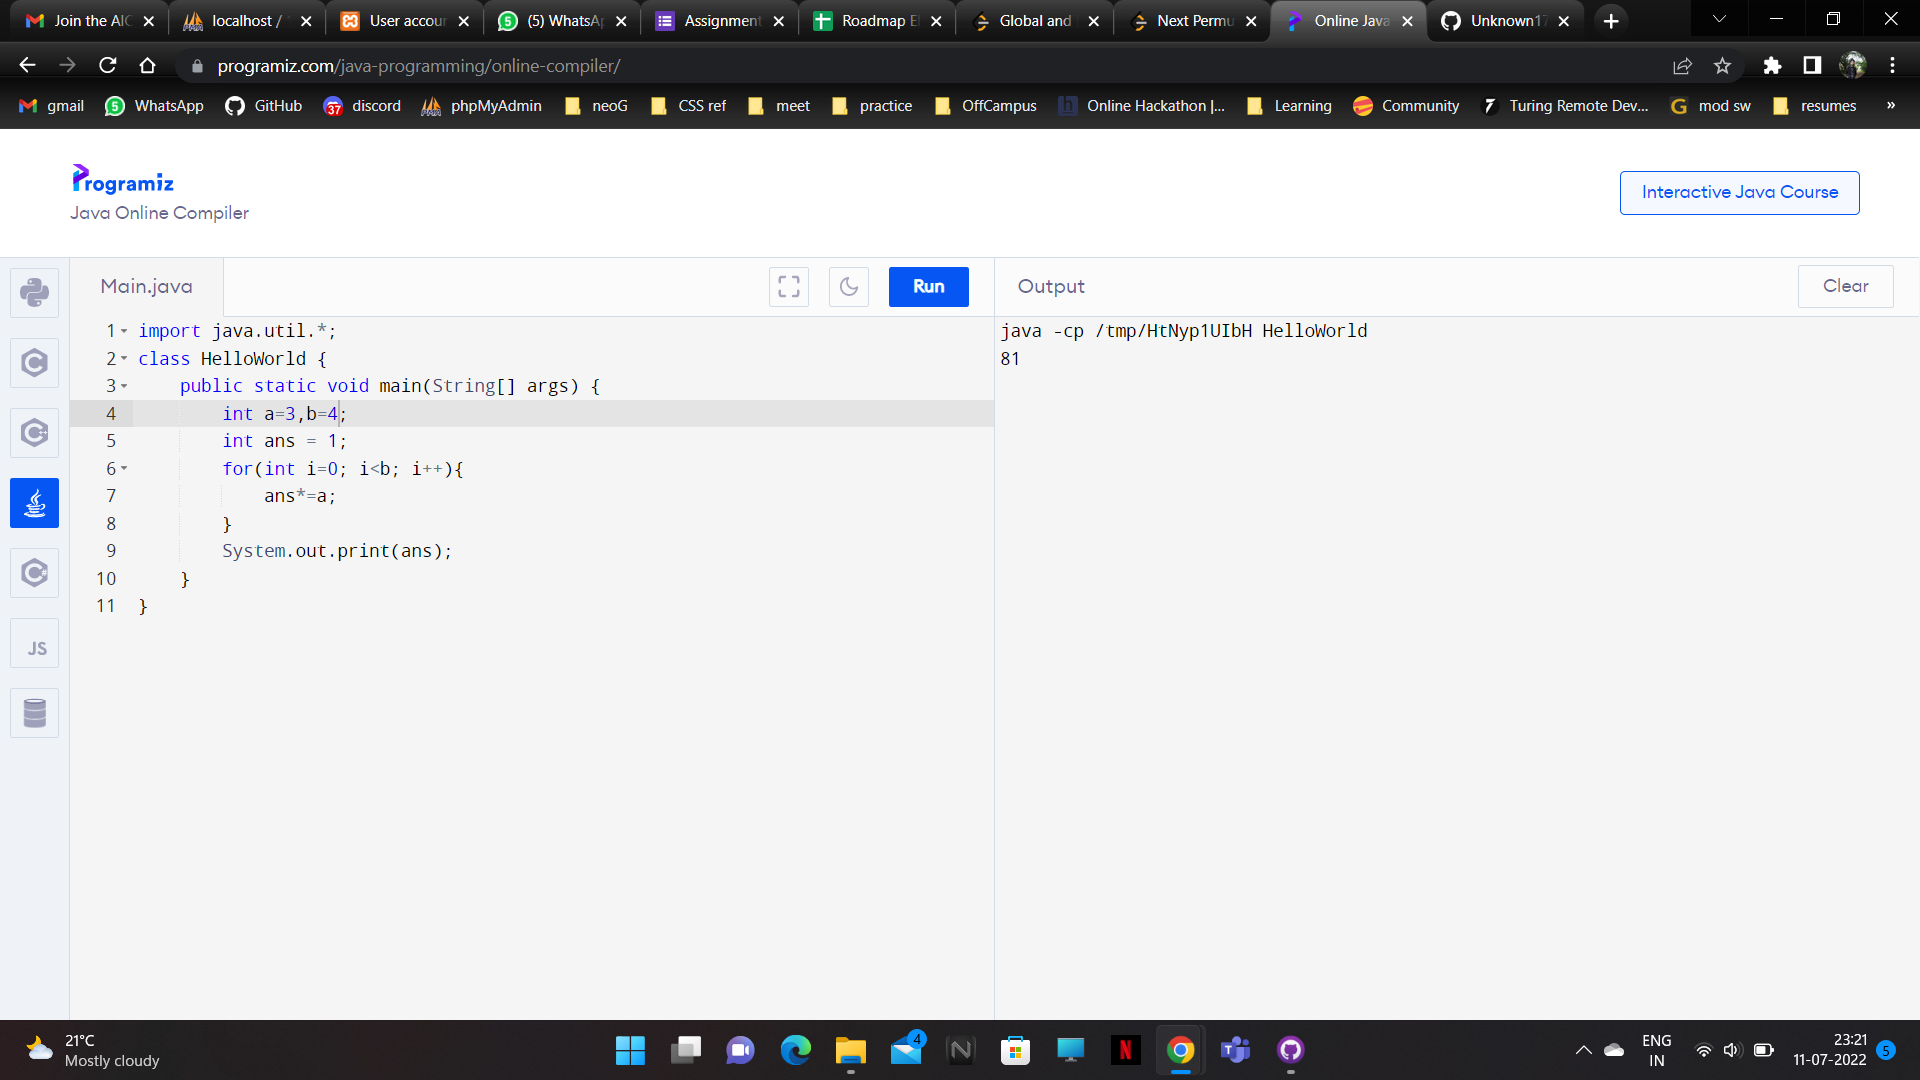 Join the AIC
localhost /
User accour
(5) WhatsAp
Assignment
Roadmap El
Global and
Next Permu
Online Java
Unknown17
programiz.com/java-programming/online-compiler/
gmail
5
WhatsApp
GitHub
37
discord
phpMyAdmin
neoG
CSS ref
meet
practice
OffCampus
h
Online Hackathon |...
Learning
Community
Turing Remote Dev...
G
mod sw
resumes
»
Programiz
Java Online Compiler
Interactive Java Course
Main.java
Run
Output
Clear
1 import java.util.*;
2 class HelloWorld {
3 public static void main(String[] args) {
4 int a=3,b=4;
5 int ans = 1;
6 for(int i=0; i<b; i++){
7 ans*=a;
8 }
9 System.out.print(ans);
10 }
11 }
java -cp /tmp/HtNyp1UIbH HelloWorld
81
C
C++
C#
JS
21°C
Mostly cloudy
4
N
N
ENG
IN
23:21
11-07-2022
5